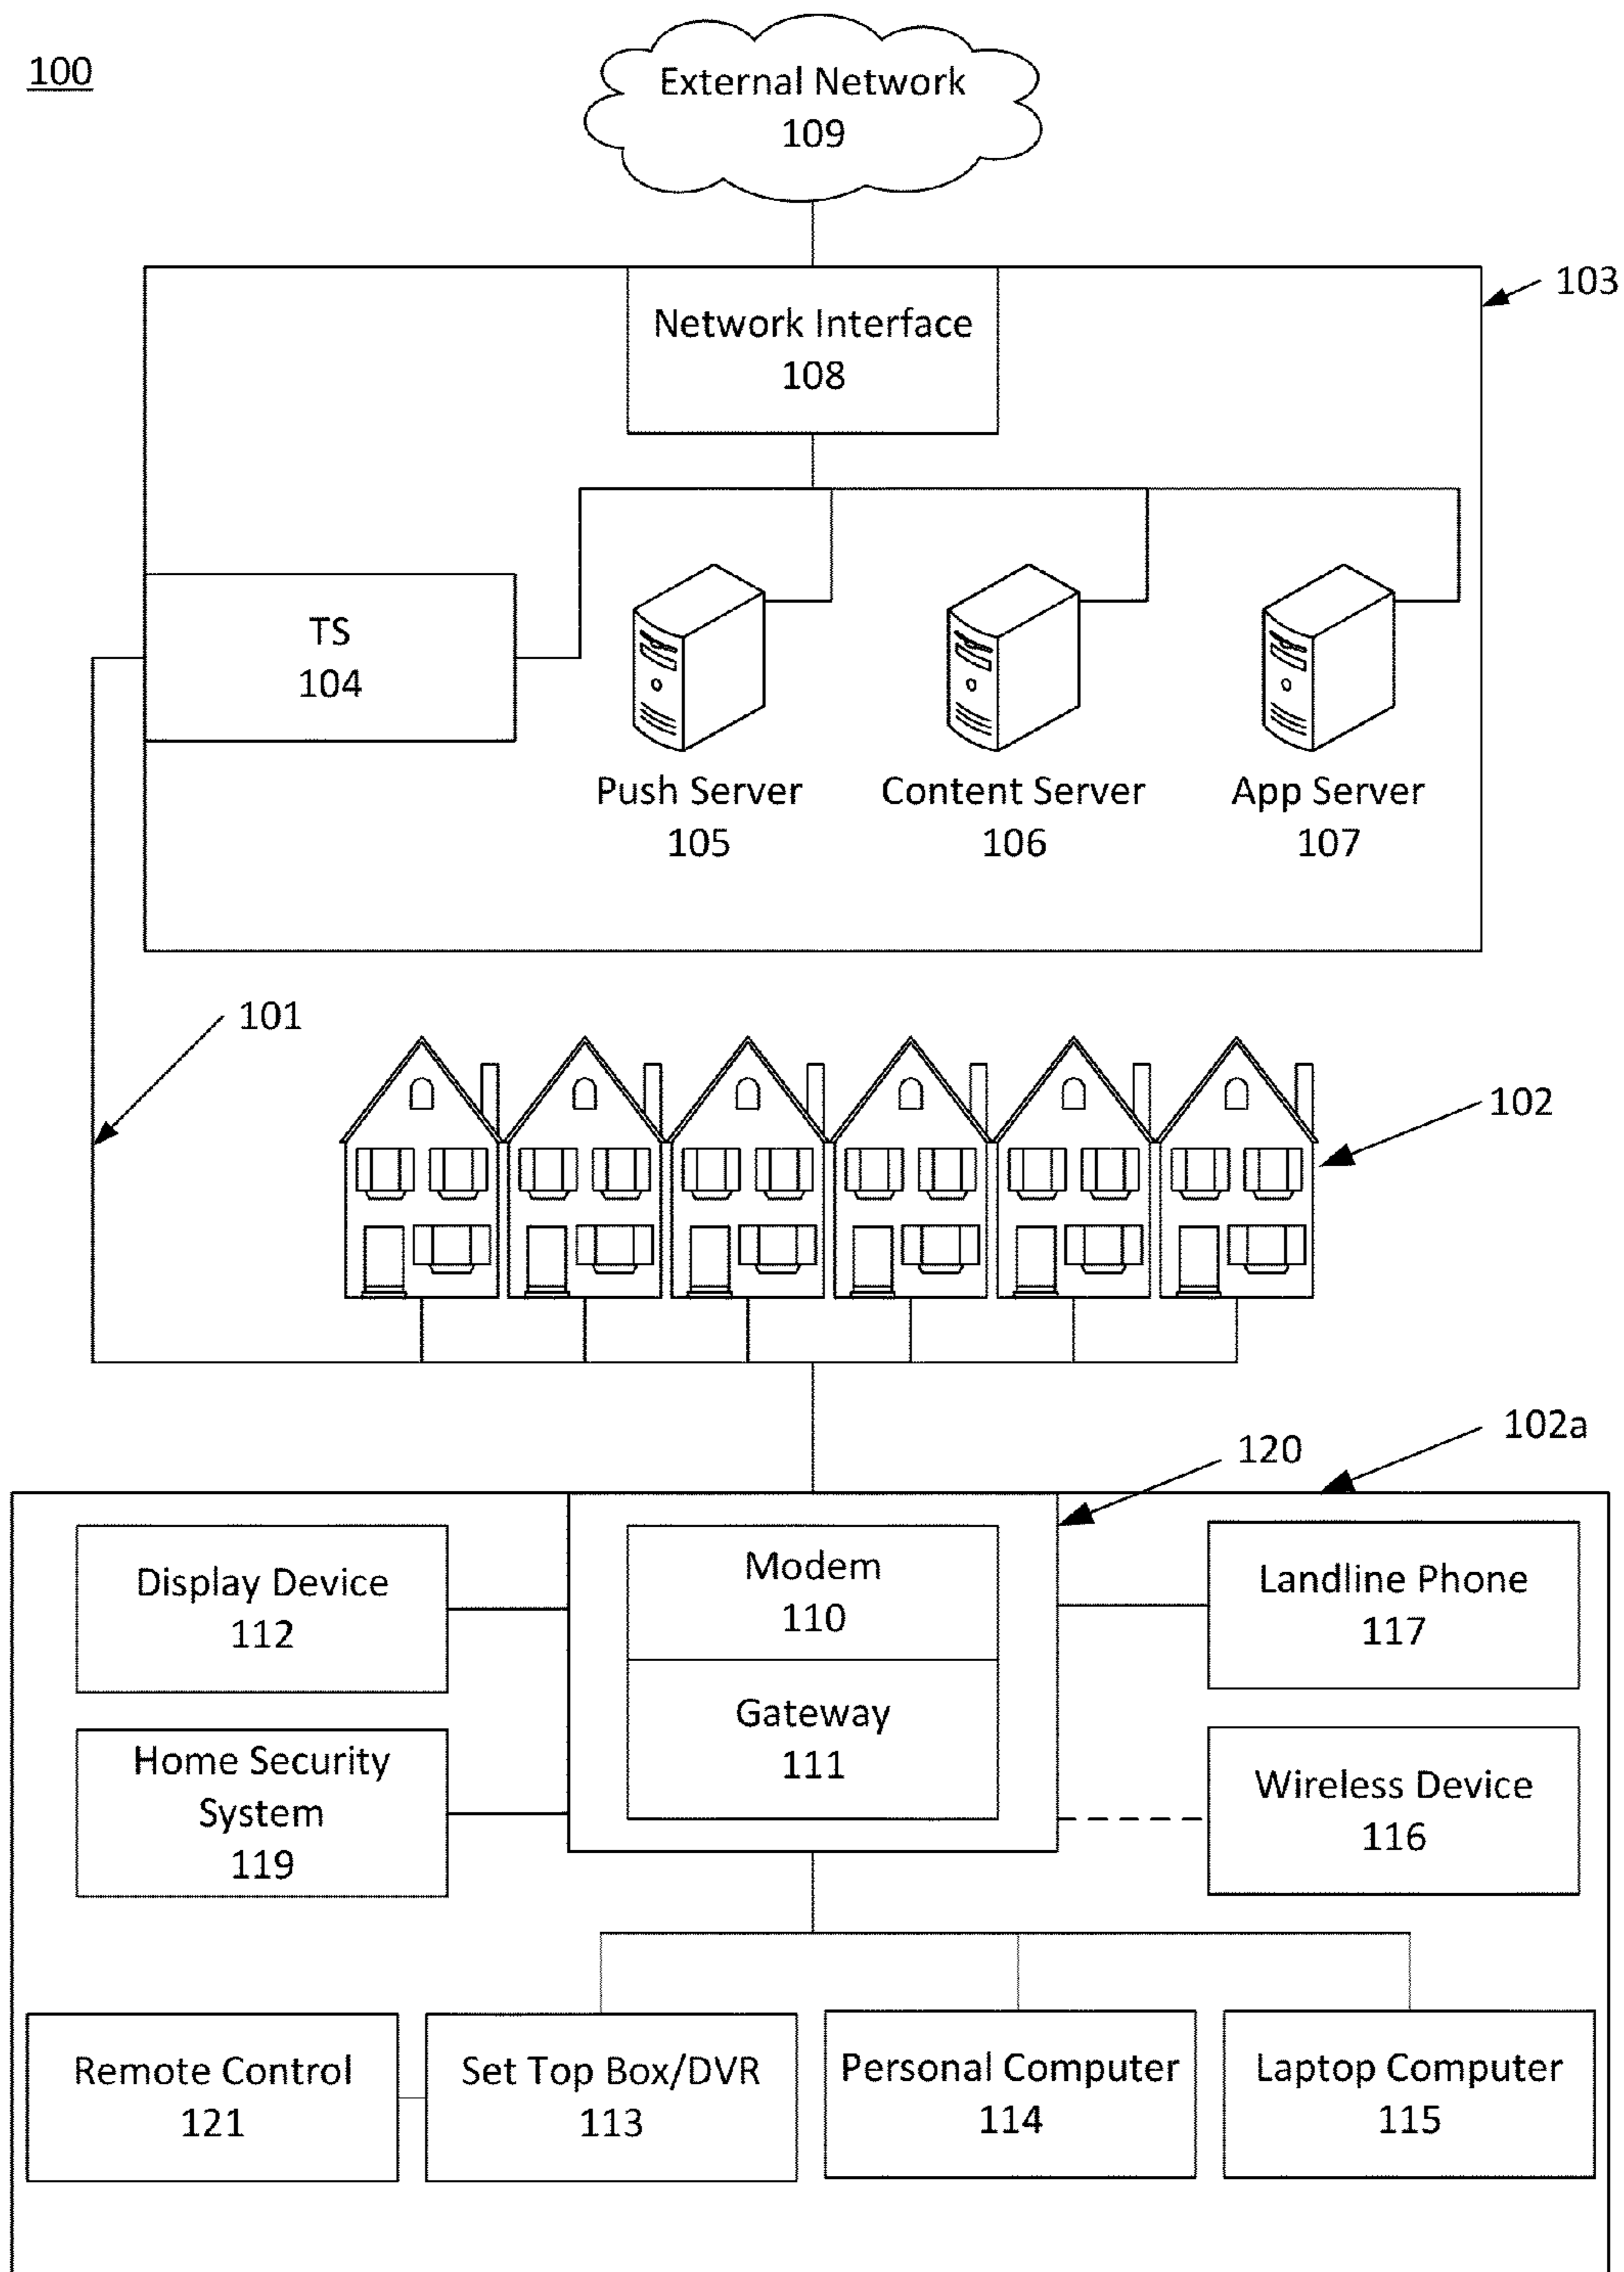 100
External Network
109
103
Network Interface
108
TS
104
Push Server
105
Content Server
106
App Server
107
101
102
102a
120
Display Device
112
Modem
110
Landline Phone
117
Gateway
111
Home Security
System
119
Wireless Device
116
Remote Control
121
Set Top Box/DVR
113
Personal Computer
114
Laptop Computer
115